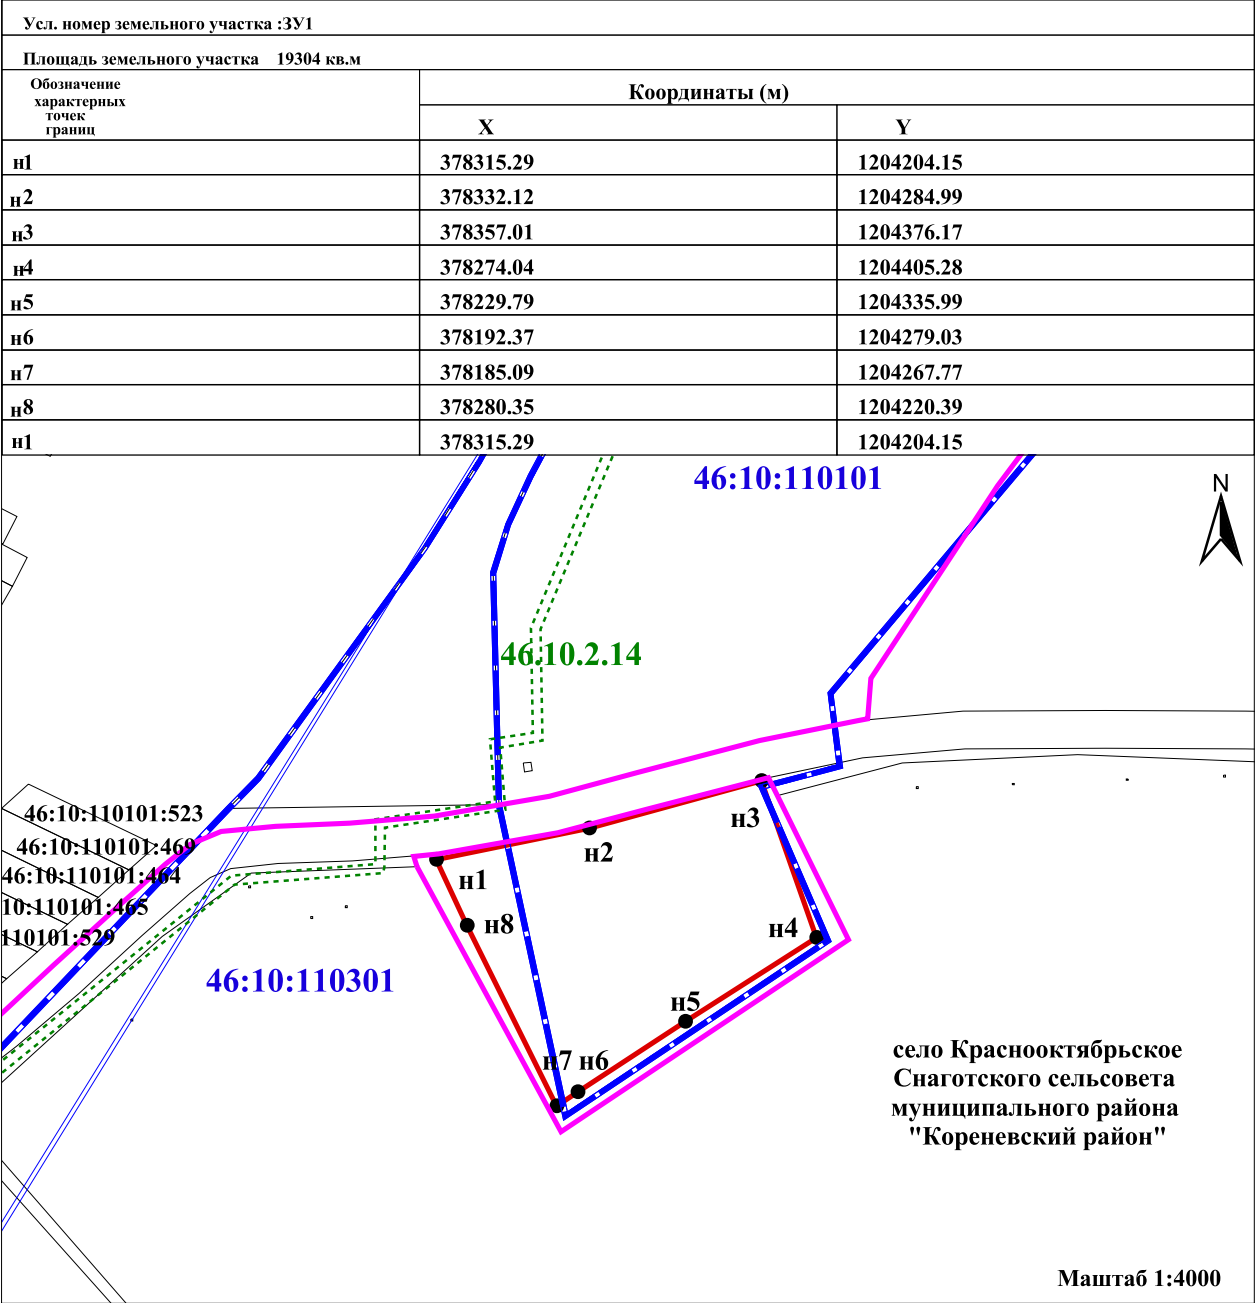 Усл. номер земельного участка :ЗУ1
Площадь земельного участка 19304 кв.м
Обозначение
характерных
точек
границ
Координаты (м)
X Y
н1 378315.29 1204204.15
н2 378332.12 1204284.99
н3 378357.01 1204376.17
н4 378274.04 1204405.28
н5 378229.79 1204335.99
н6 378192.37 1204279.03
н7 378185.09 1204267.77
н8 378280.35 1204220.39
н1 378315.29 1204204.15
46:10:110101
N
46.10.2.14
46:10:110101:523
46:10:110101:469
46:10:110101:464
10:110101:465
110101:529
н3
н2
н1
н8
н4
46:10:110301
н5
н7 н6
село Краснооктябрьское
Снаготского сельсовета
муниципального района
"Кореневский район"
Маштаб 1:4000